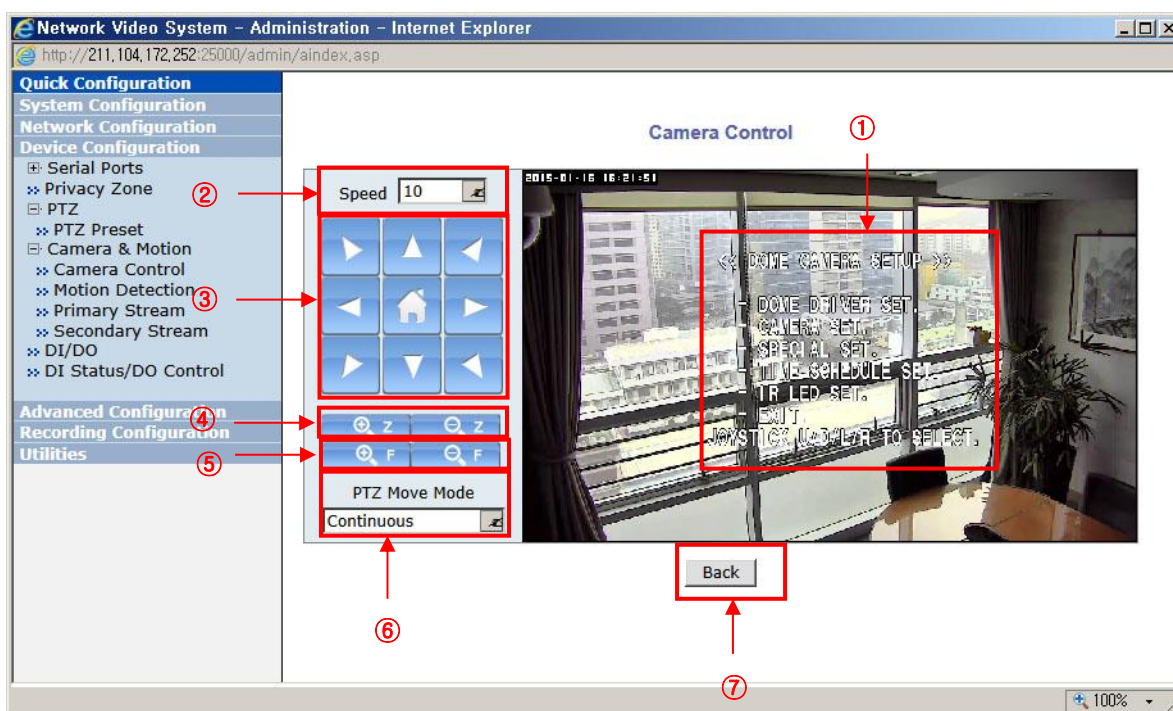 Network Video System - Administration - Internet Explorer
http://211,104,172,252:25000/admin/aindex,asp
Quick Configuration
System Configuration
Network Configuration
Device Configuration
Serial Ports
Privacy Zone
PTZ
PTZ Preset
Camera & Motion
Camera Control
Motion Detection
Primary Stream
Secondary Stream
DI/DO
DI Status/DO Control
Advanced Configuration
Recording Configuration
Utilities
Camera Control
①
②
Speed 10
③
④
Z Z
⑤
F F
PTZ Move Mode
Continuous
⑥
2015-01-16 16:21:51
<< DOME CAMERA SETUP >>
- DOME DRIVER SET.
- CAMERA SET.
- SPECIAL SET.
- TIME-SCHEDULE SET.
- IR LED SET.
- EXIT.
JOYSTICK U/D/L/R TO SELECT.
Back
⑦
100%